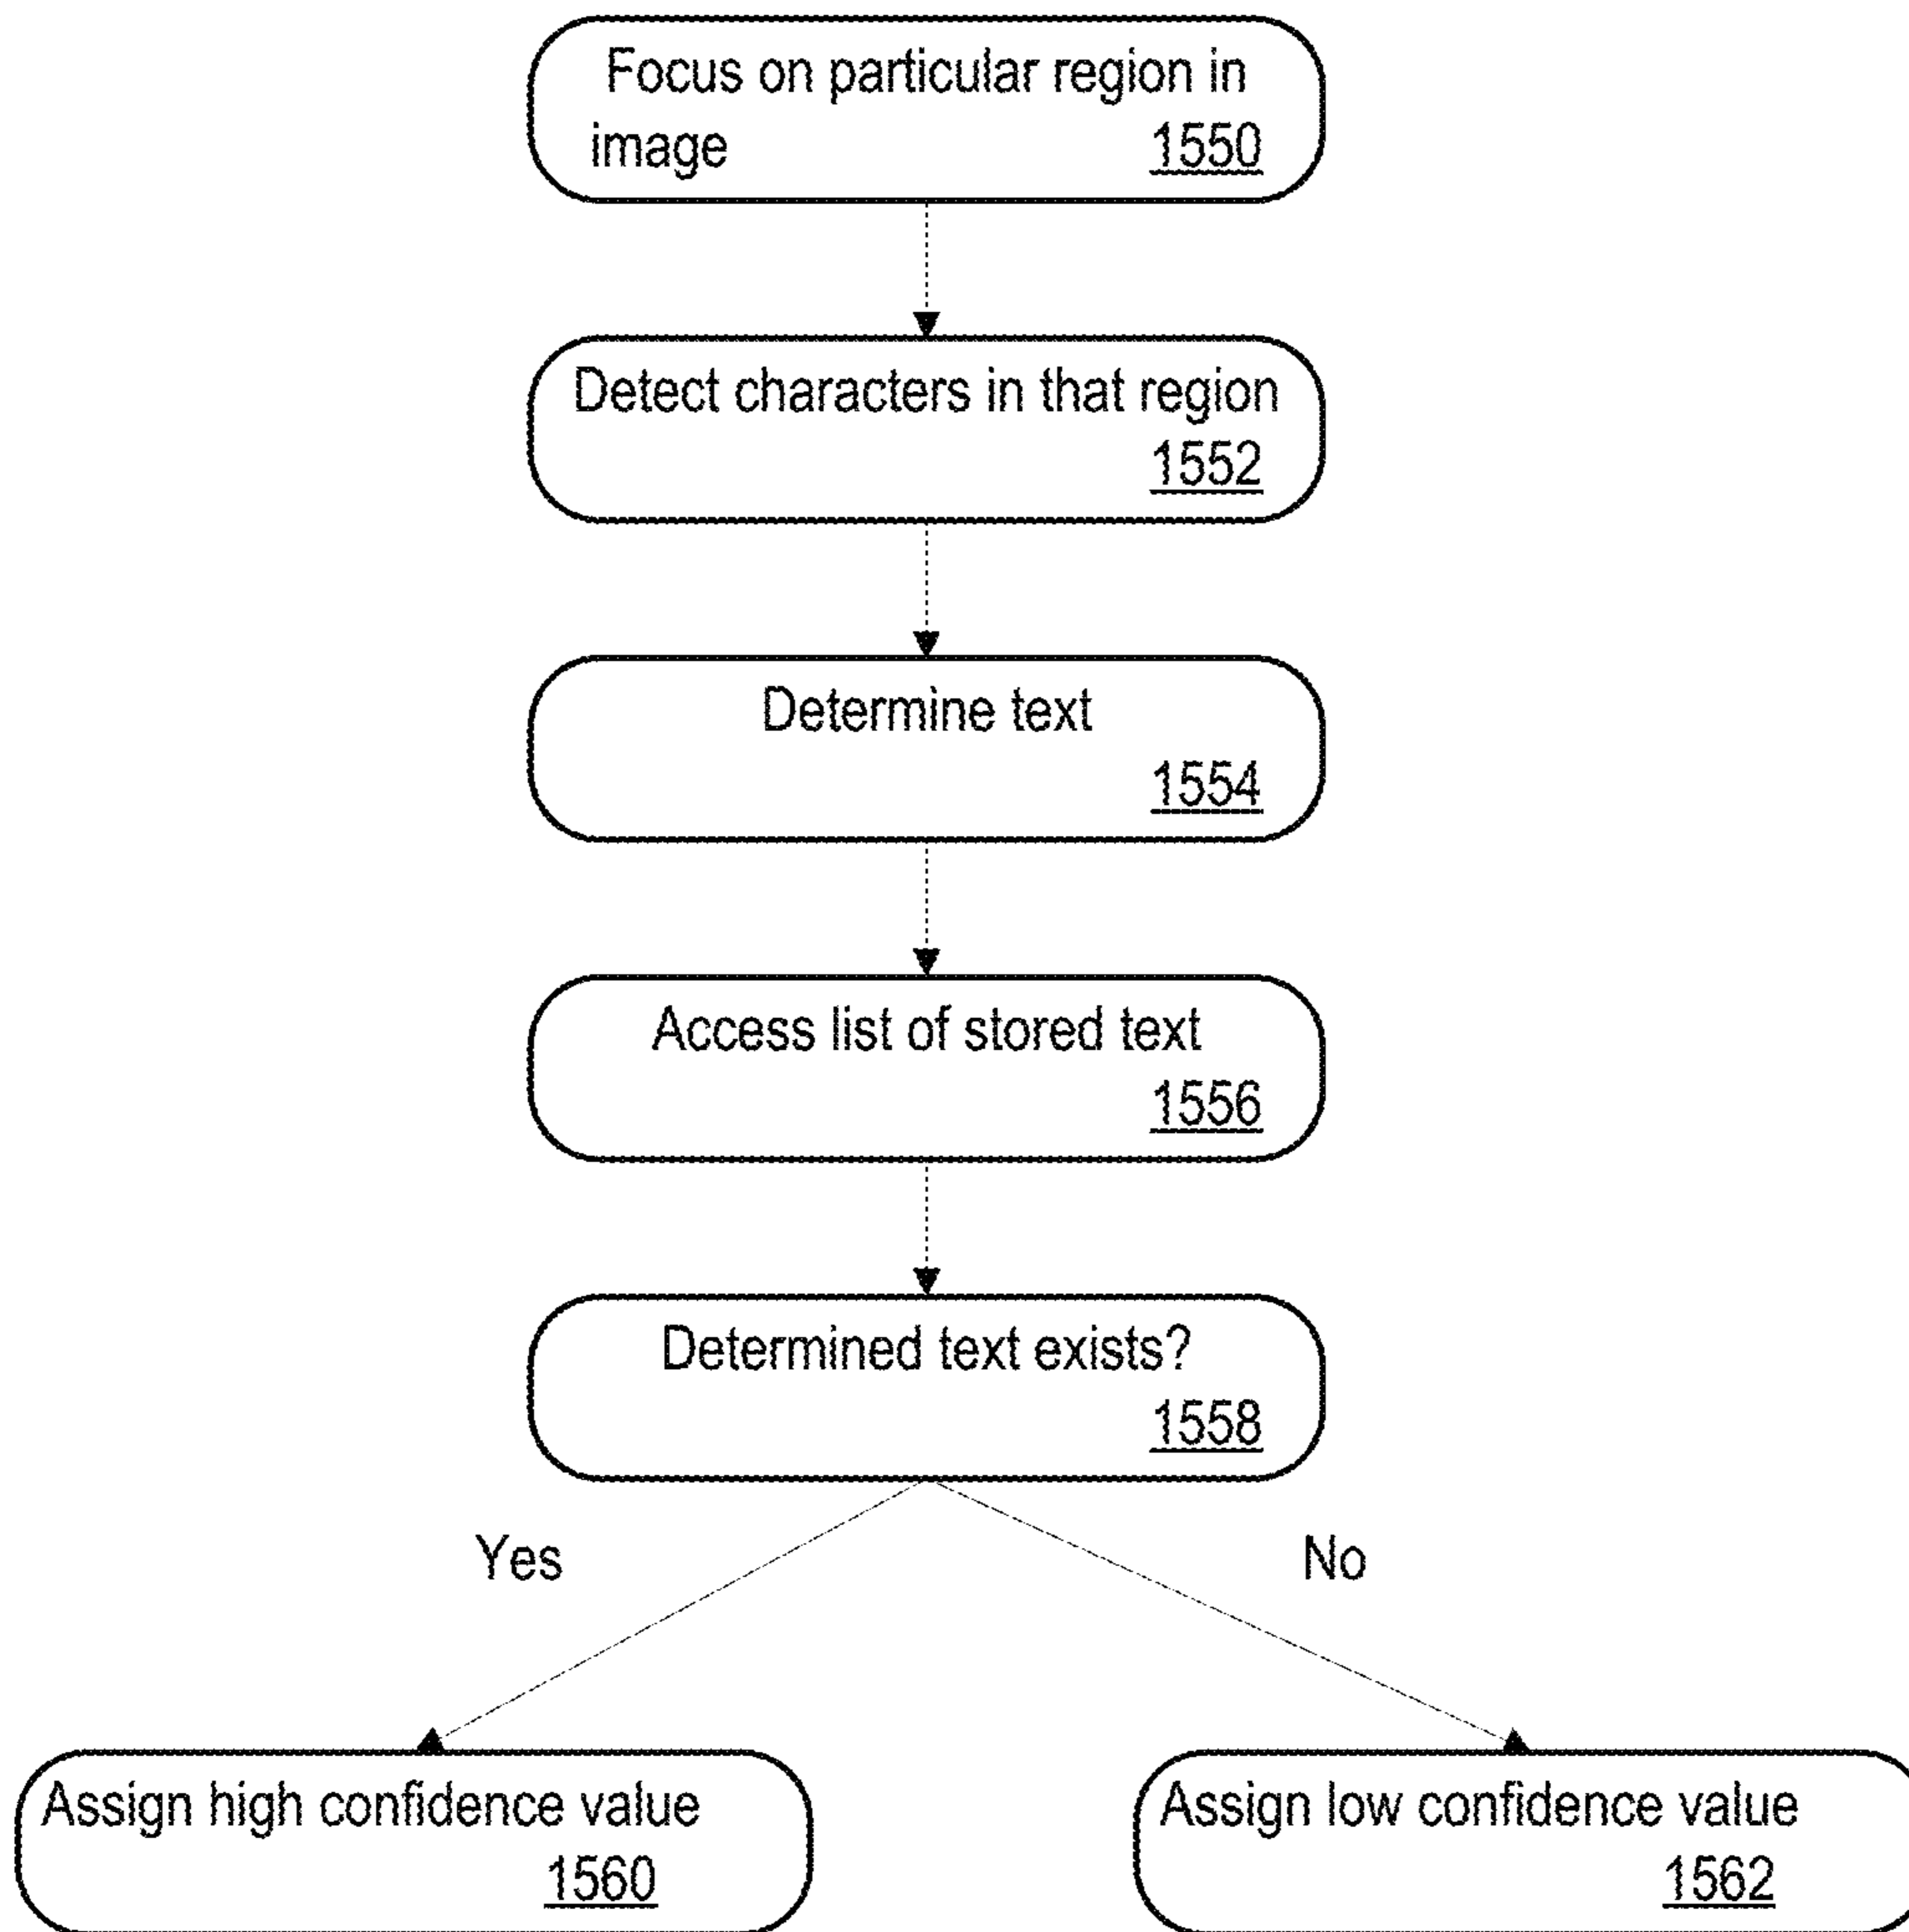 Focus on particular region in
image 1550
Detect characters in that region
1552
Determine text
1554
Access list of stored text
1556
Determined text exists?
1558
Yes No
Assign high confidence value
1560
Assign low confidence value
1562